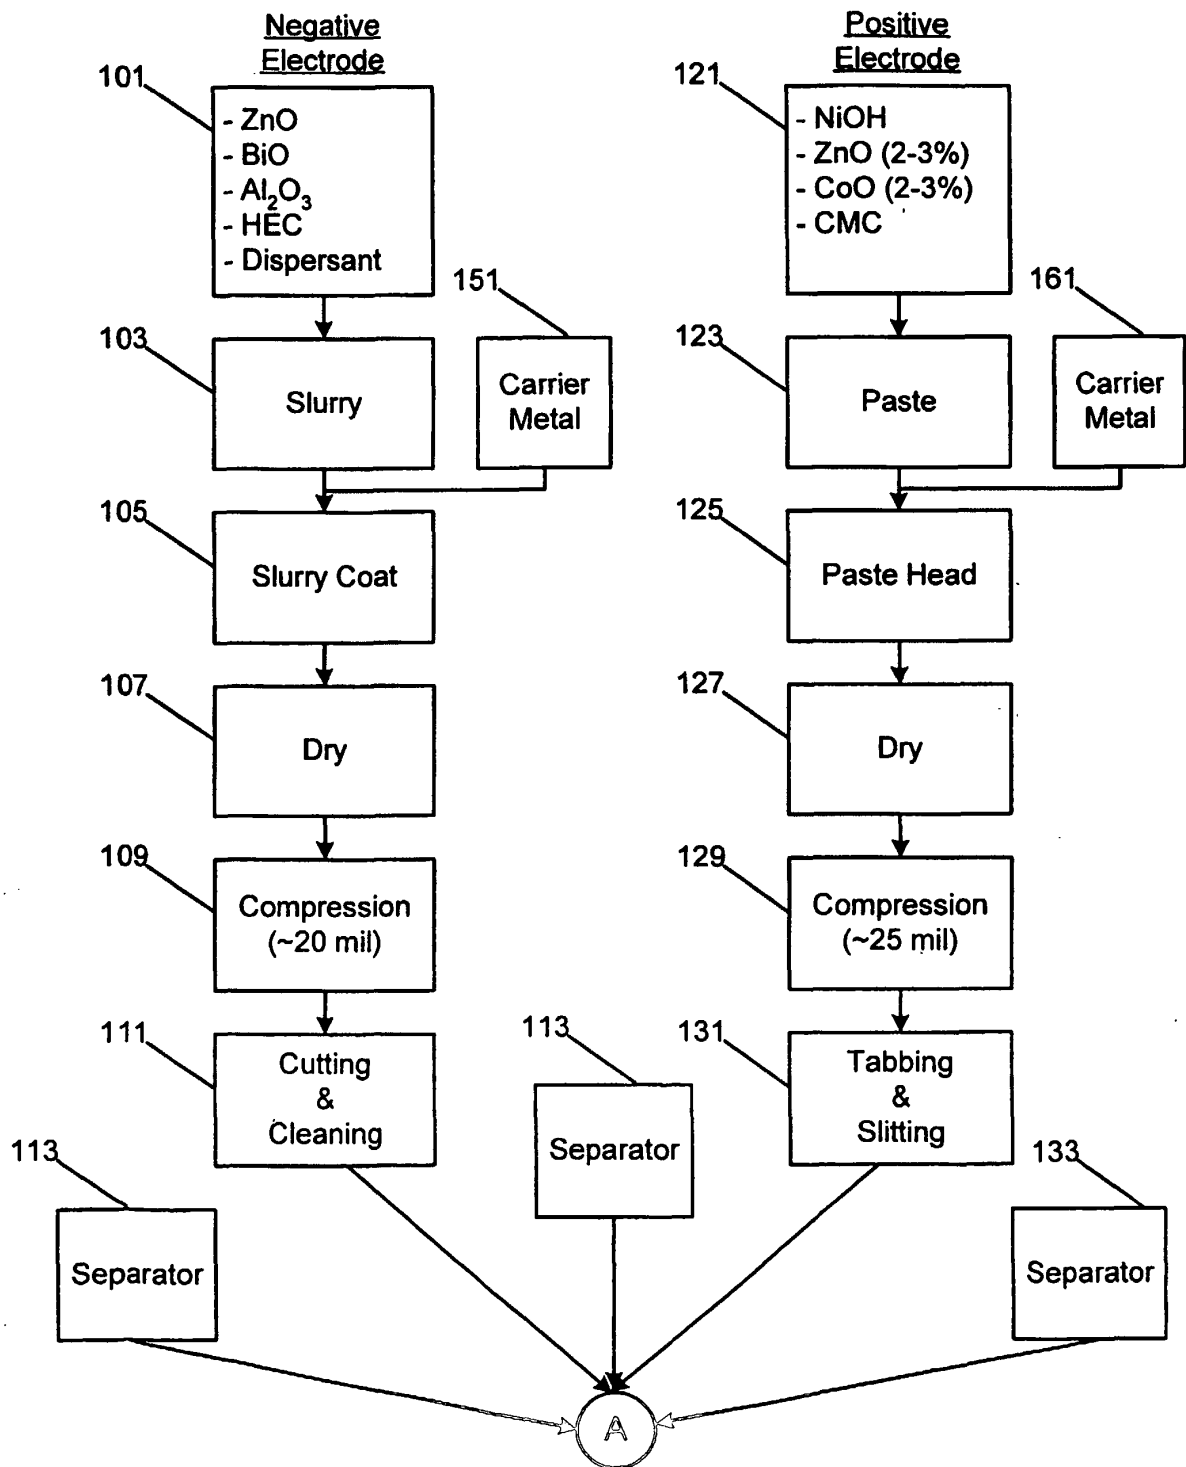 Negative
Electrode
101
- ZnO
- BiO
- Al2O3
- HEC
- Dispersant
151
103
Slurry
Carrier
Metal
105
Slurry Coat
107
Dry
109
Compression
(~20 mil)
111
Cutting
&
Cleaning
113
Separator
Positive
Electrode
121
- NiOH
- ZnO (2-3%)
- CoO (2-3%)
- CMC
161
123
Paste
Carrier
Metal
125
Paste Head
127
Dry
129
Compression
(~25 mil)
113
Separator
131
Tabbing
&
Slitting
133
Separator
A